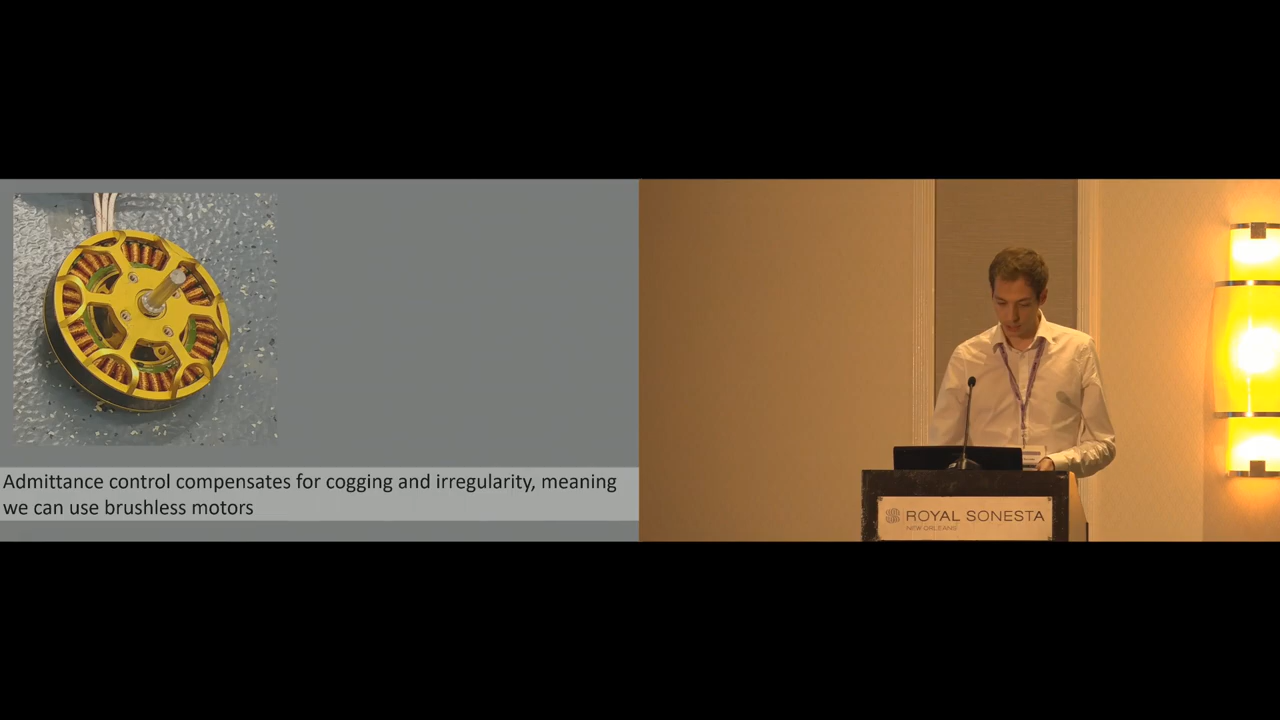 Admittance control compensates for cogging and irregularity, meaning
we can use brushless motors
ROYAL SONESTA
NEW ORLEANS